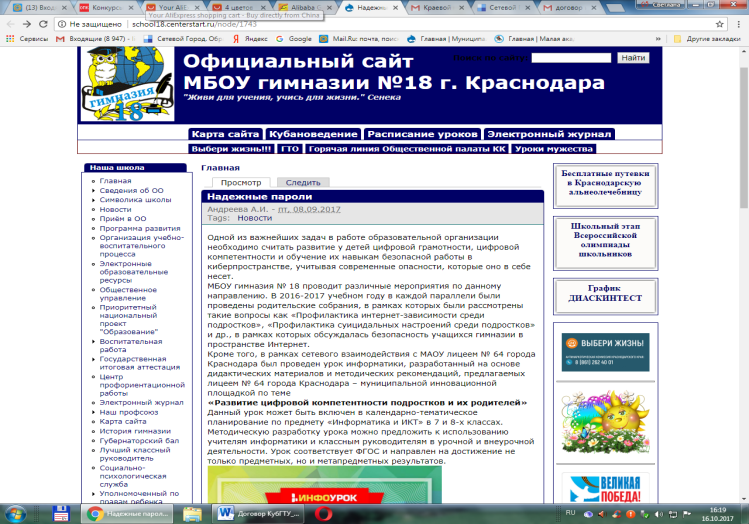 (13) Входящ
Конкурсы
Your AliE
4 цветов
Alibaba G
Надежны
Краевой
Сетевой
договор
Светлана
Your AliExpress shopping cart - Buy directly from China
Не защищено | school18.centerstart.ru/node/1743
Сервисы
Входящие (8 947) -
Сетевой Город. Обр
Яндекс
Google
Mail.Ru: почта, поис
Главная | Муниципа
Главная | Малая ака
Другие закладки
Официальный сайт
МБОУ гимназии №18 г. Краснодара
"Живи для учения, учись для жизни." Сенека
Найти
гимназия
18
Карта сайта
Кубановедение
Расписание уроков
Электронный журнал
Выбери жизнь!!!
ГТО
Горячая линия Общественной палаты КК
Уроки мужества
Наша школа
Главная
Сведения об ОО
Символика школы
Новости
Приём в ОО
Программа развития
Организация учебно-
воспитательного
процесса
Электронные
образовательные
ресурсы
Общественное
управление
Приоритетный
национальный
проект
"Образование"
Воспитательная
работа
Государственная
итоговая аттестация
Центр
профориентационной
работы
Электронный журнал
Наш профсоюз
Карта сайта
История гимназии
Губернаторский бал
Лучший классный
руководитель
Социально-
психологическая
служба
Уполномоченный по
правам ребенка
Главная
Просмотр
Следить
Надежные пароли
Андреева А.И. - пт, 08.09.2017
Tags: Новости
Одной из важнейших задач в работе образовательной организации
необходимо считать развитие у детей цифровой грамотности, цифровой
компетентности и обучение их навыкам безопасной работы в
киберпространстве, учитывая современные опасности, которые оно в себе
несет.
МБОУ гимназия № 18 проводит различные мероприятия по данному
направлению. В 2016-2017 учебном году в каждой параллели были
проведены родительские собрания, в рамках которых были рассмотрены
такие вопросы как «Профилактика интернет-зависимости среди
подростков», «Профилактика суицидальных настроений среди подростков»
и др., в рамках которых обсуждалась безопасность учащихся гимназии в
пространстве Интернет.
Кроме того, в рамках сетевого взаимодействия с МАОУ лицеем № 64 города
Краснодара был проведен урок информатики, разработанный на основе
дидактических материалов и методических рекомендаций, предлагаемых
лицеем № 64 города Краснодара – муниципальной инновационной
площадкой по теме
«Развитие цифровой компетентности подростков и их родителей»
Данный урок может быть включен в календарно-тематическое
планирование по предмету «Информатика и ИКТ» в 7 и 8-х классах.
Методическую разработку урока можно предложить к использованию
учителям информатики и классным руководителям в урочной и внеурочной
деятельности. Урок соответствует ФГОС и направлен на достижение не
только предметных, но и метапредметных результатов.
ИНФОУРОК
Бесплатные путевки
в Краснодарскую
альнеолечебницу
Школьный этап
Всероссийской
олимпиады
школьников
График
ДИАСКИНТЕСТ
ВЫБЕРИ ЖИЗНЬ!
8 (861) 262 40 01
ВЕЛИКАЯ
ПОБЕДА!
Надежные парол...
Договор КубГТУ_...
RU
16:19
16.10.2017